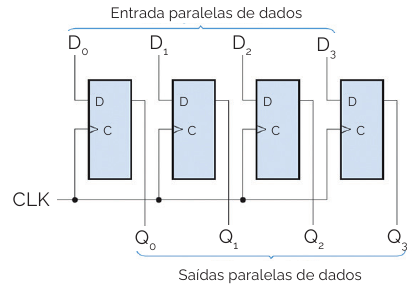 Entrada paralelas de dados
D0 D1 D2 D3
D D D D
C C C C
CLK
Q0 Q1 Q2 Q3
Saídas paralelas de dados